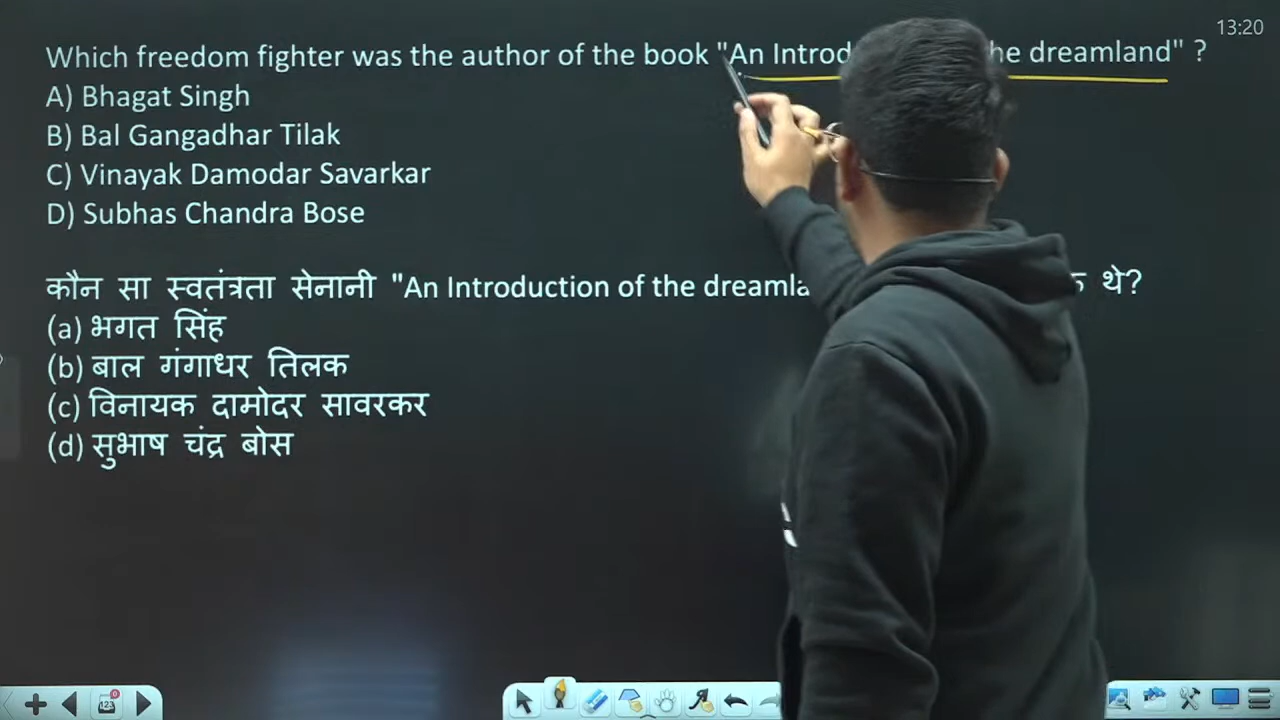 13:20
Which freedom fighter was the author of the book "An Introd he dreamland" ?
A) Bhagat Singh
B) Bal Gangadhar Tilak
C) Vinayak Damodar Savarkar
D) Subhas Chandra Bose
कौन सा स्वतंत्रता सेनानी "An Introduction of the dreamla थे?
(a) भगत सिंह
(b) बाल गंगाधर तिलक
(c) विनायक दामोदर सावरकर
(d) सुभाष चंद्र बोस